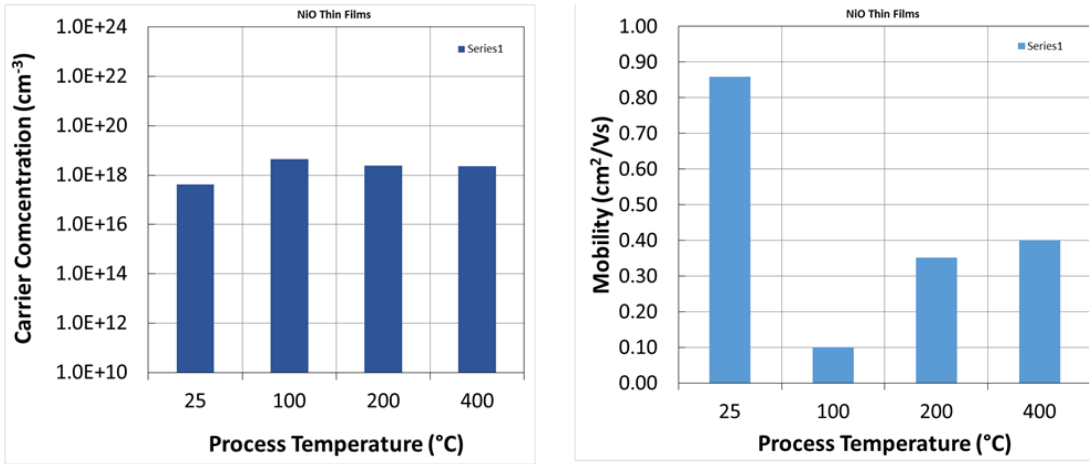 NiO Thin Films
Series1
Carrier Comcentration (cm-3)
1.0E+24
1.0E+22
1.0E+20
1.0E+18
1.0E+16
1.0E+14
1.0E+12
1.0E+10
25 100 200 400
Process Temperature (°C)
NiO Thin Films
Series1
Mobility (cm2/Vs)
1.00
0.90
0.80
0.70
0.60
0.50
0.40
0.30
0.20
0.10
0.00
25 100 200 400
Process Temperature (°C)